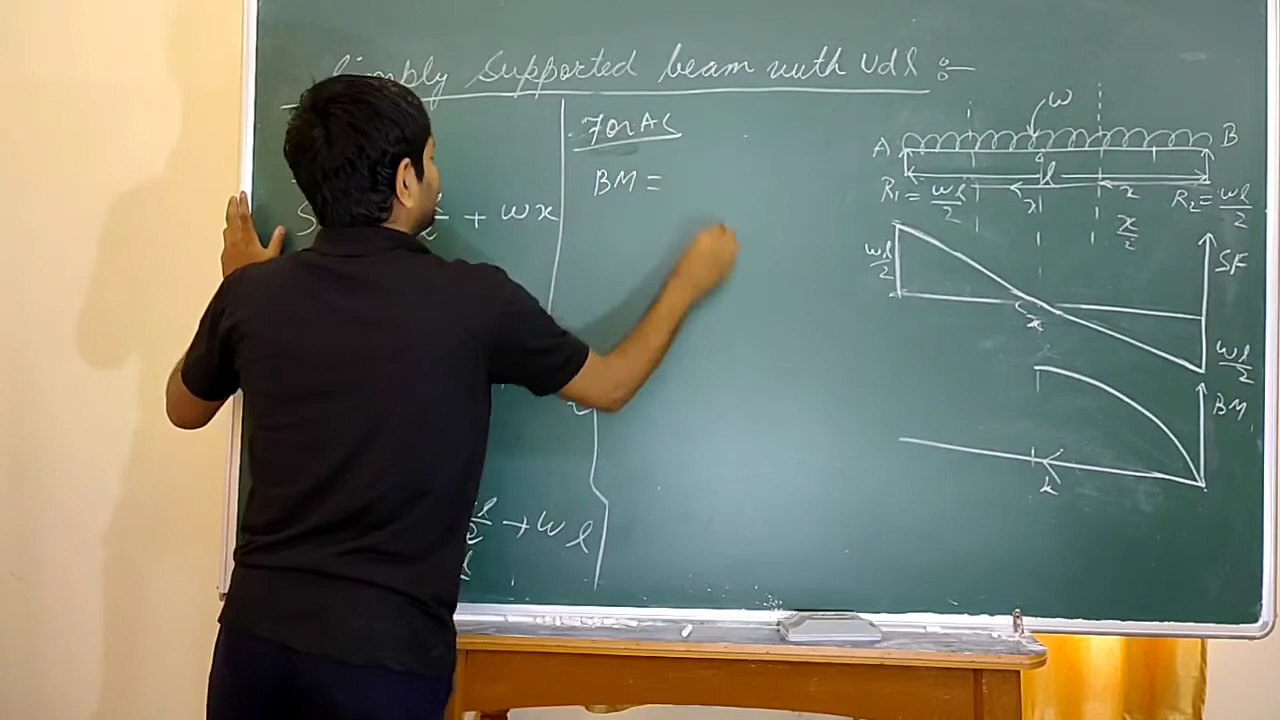 Simply Supported beam with Udl :-
For AC
BM =
+ wx
+ wl
w
A B
l
x x
R₁ = wl/2
R₂ = wl/2
x/2
wl/2
SF
x
wl/2
BM
x